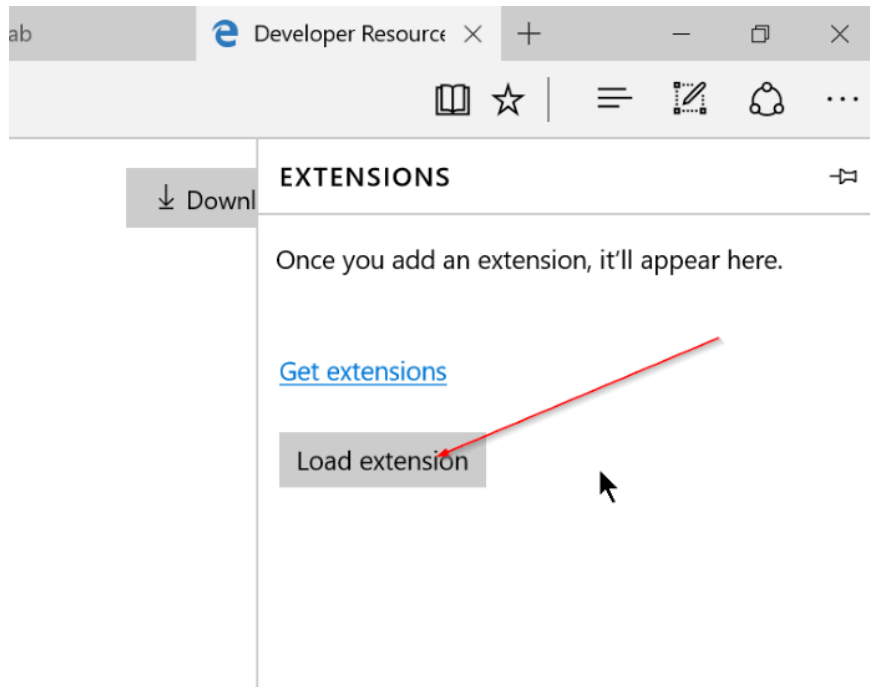 ab
Developer Resource
Downl
EXTENSIONS
Once you add an extension, it'll appear here.
Get extensions
Load extension